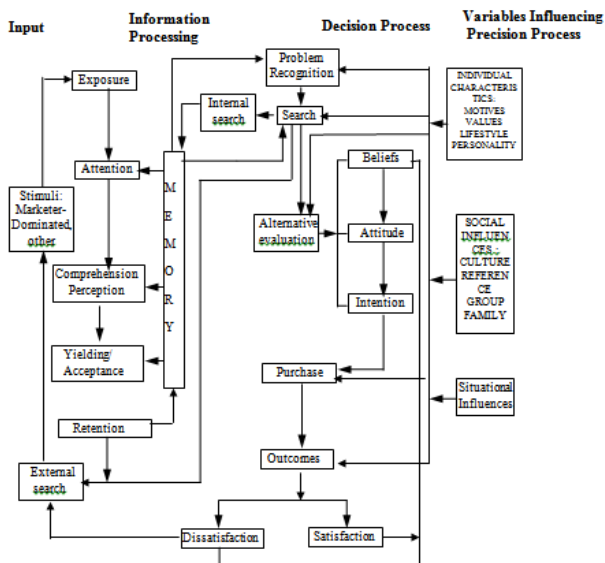 Input
Information
Processing
Decision Process
Variables Influencing
Precision Process
Exposure
Attention
Stimuli:
Marketer-
Dominated,
other
Comprehension
Perception
Yielding/
Acceptance
Retention
External
search
Internal
search
M
E
M
O
R
Y
Problem
Recognition
Search
Alternative
evaluation
Beliefs
Attitude
Intention
Purchase
Outcomes
Dissatisfaction
Satisfaction
INDIVIDUAL
CHARACTERIS
TICS:
MOTIVES
VALUES
LIFESTYLE
PERSONALITY
SOCIAL
INFLUEN
CES :
CULTURE
REFEREN
CE
GROUP
FAMILY
Situational
Influences